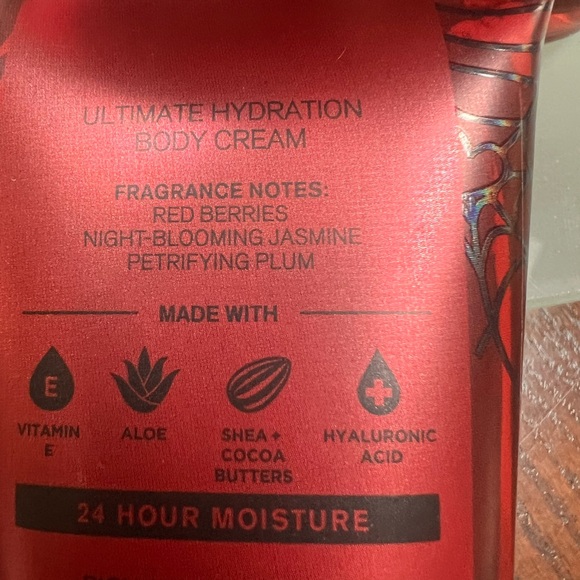 ULTIMATE HYDRATION
BODY CREAM
FRAGRANCE NOTES:
RED BERRIES
NIGHT-BLOOMING JASMINE
PETRIFYING PLUM
MADE WITH
E
VITAMIN
E
ALOE
SHEA +
COCOA
BUTTERS
HYALURONIC
ACID
24 HOUR MOISTURE